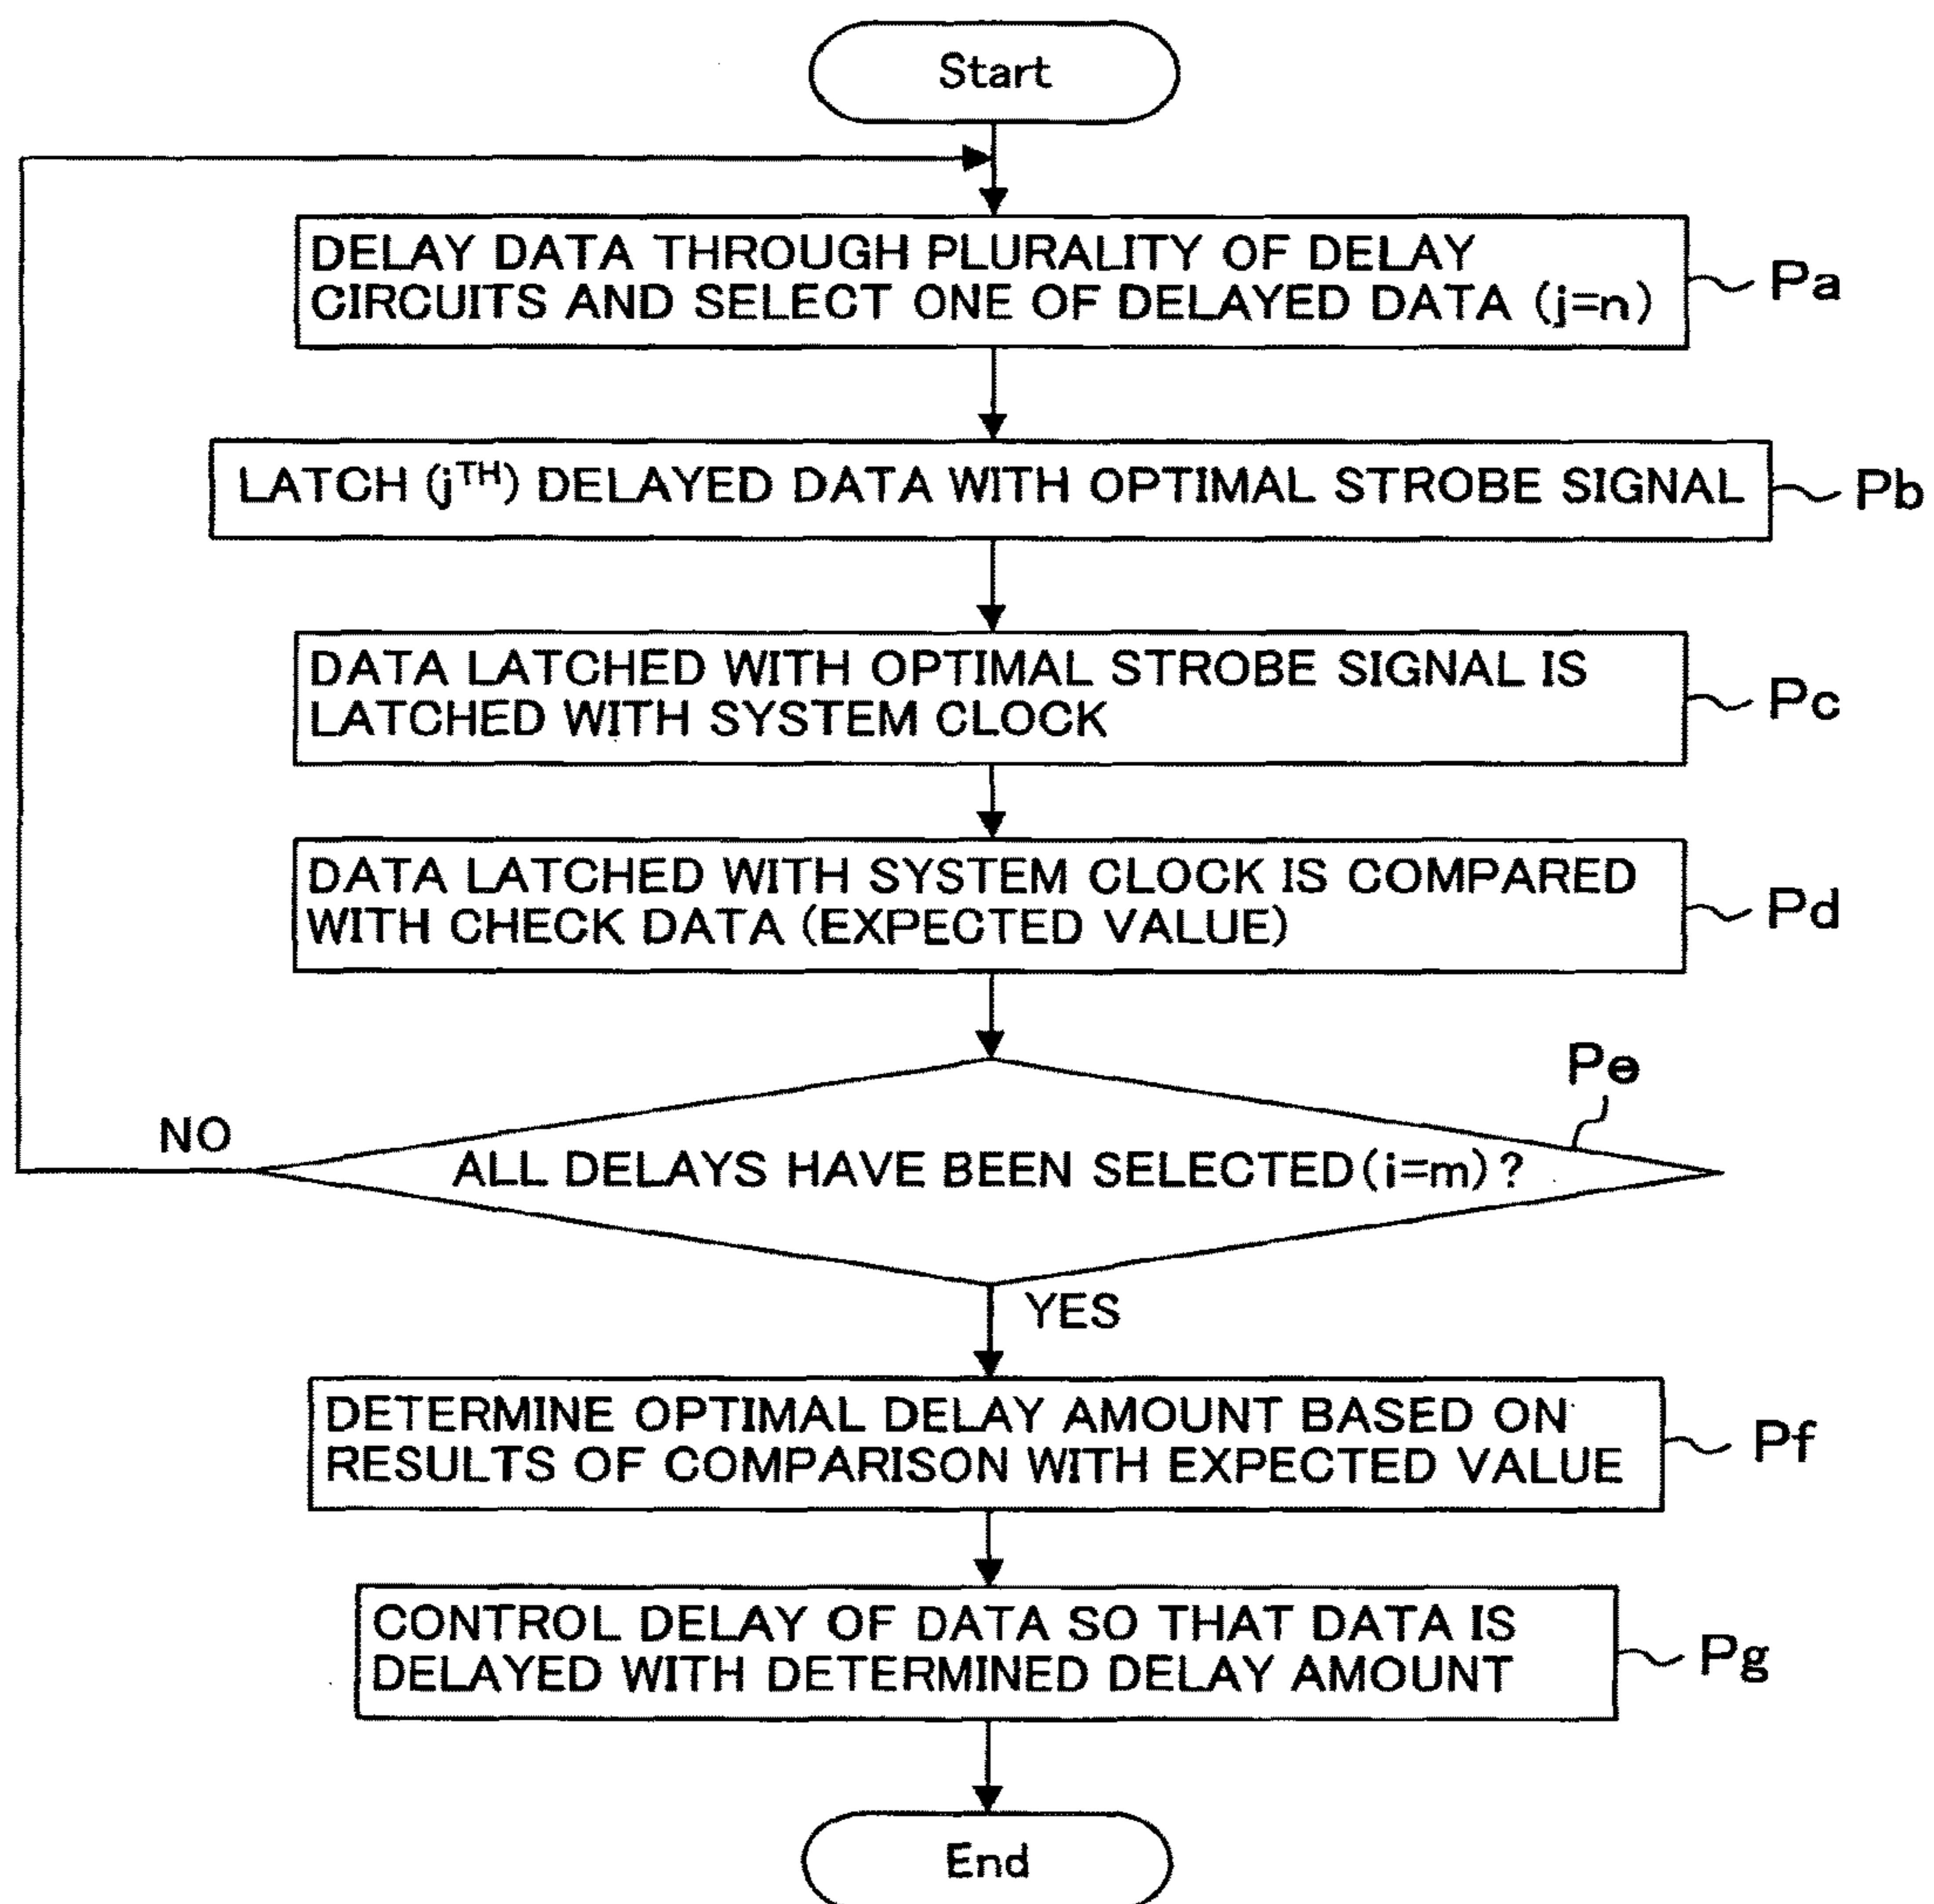 Start
DELAY DATA THROUGH PLURALITY OF DELAY
CIRCUITS AND SELECT ONE OF DELAYED DATA (j=n)
Pa
LATCH (jTH) DELAYED DATA WITH OPTIMAL STROBE SIGNAL
Pb
DATA LATCHED WITH OPTIMAL STROBE SIGNAL IS
LATCHED WITH SYSTEM CLOCK
Pc
DATA LATCHED WITH SYSTEM CLOCK IS COMPARED
WITH CHECK DATA (EXPECTED VALUE)
Pd
Pe
NO
ALL DELAYS HAVE BEEN SELECTED(i=m)?
YES
DETERMINE OPTIMAL DELAY AMOUNT BASED ON
RESULTS OF COMPARISON WITH EXPECTED VALUE
Pf
CONTROL DELAY OF DATA SO THAT DATA IS
DELAYED WITH DETERMINED DELAY AMOUNT
Pg
End